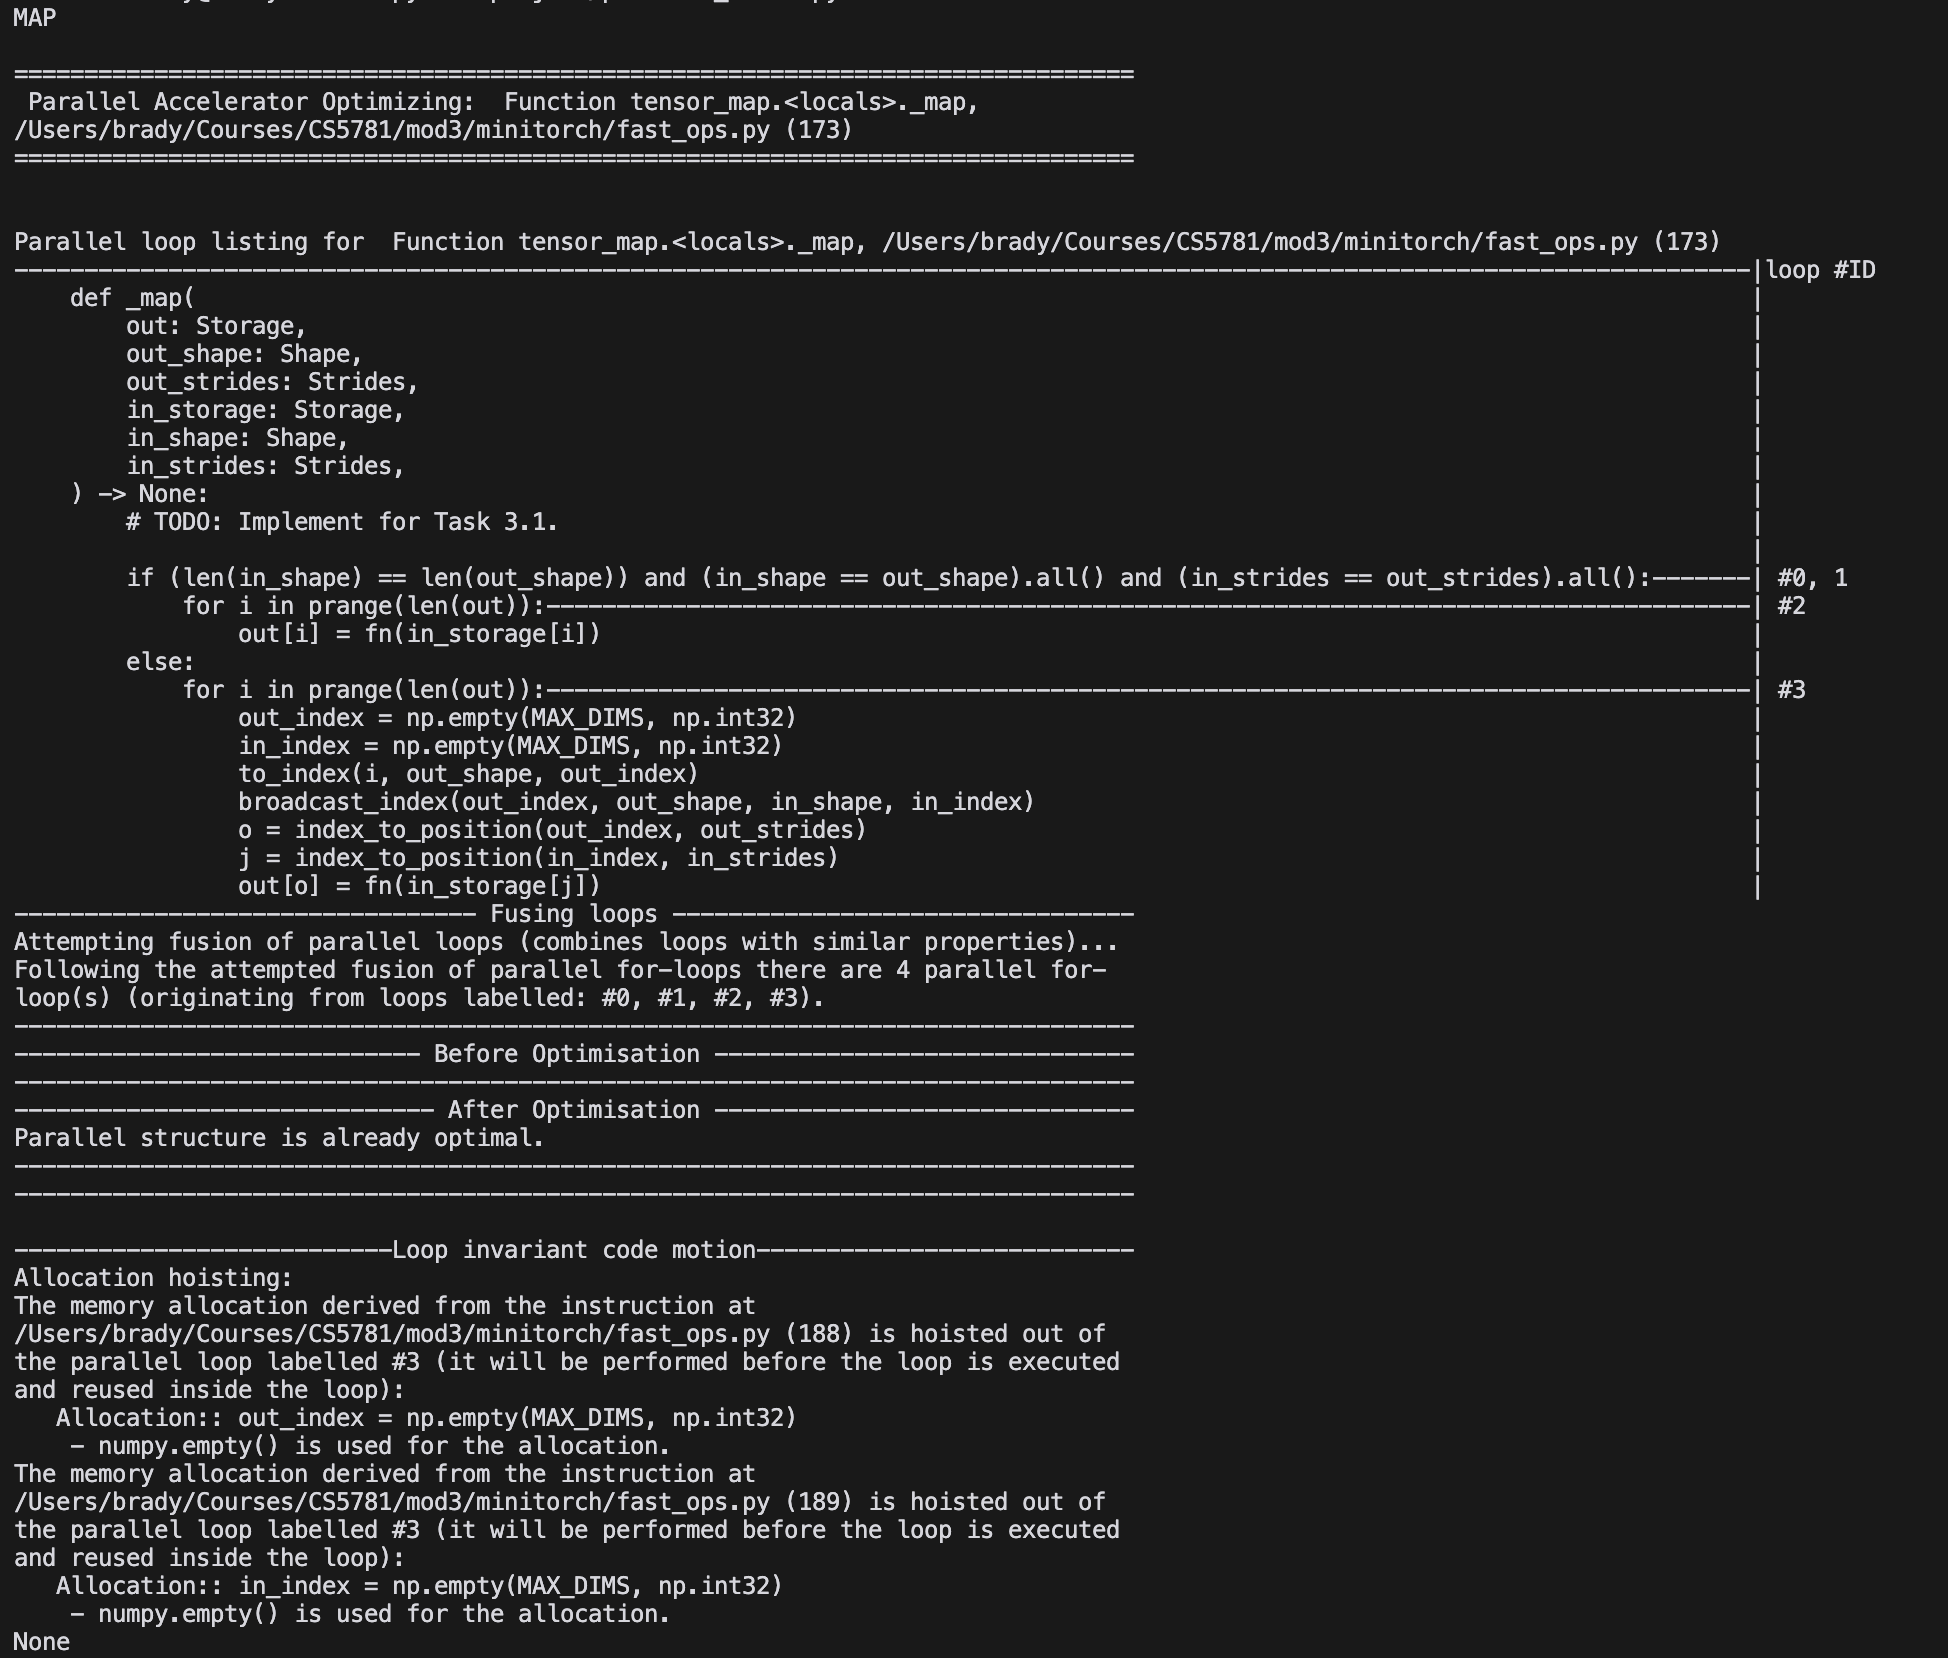 MAP
================================================================================
 Parallel Accelerator Optimizing:  Function tensor_map.<locals>._map,
/Users/brady/Courses/CS5781/mod3/minitorch/fast_ops.py (173)
================================================================================
Parallel loop listing for  Function tensor_map.<locals>._map, /Users/brady/Courses/CS5781/mod3/minitorch/fast_ops.py (173)
----------------------------------------------------------------------------------------------------------------------------|loop #ID
    def _map(                                                                                                               |
        out: Storage,                                                                                                       |
        out_shape: Shape,                                                                                                   |
        out_strides: Strides,                                                                                               |
        in_storage: Storage,                                                                                                |
        in_shape: Shape,                                                                                                    |
        in_strides: Strides,                                                                                                |
    ) -> None:                                                                                                              |
        # TODO: Implement for Task 3.1.                                                                                     |
                                                                                                                            |
        if (len(in_shape) == len(out_shape)) and (in_shape == out_shape).all() and (in_strides == out_strides).all():-------| #0, 1
            for i in prange(len(out)):--------------------------------------------------------------------------------------| #2
                out[i] = fn(in_storage[i])                                                                                  |
        else:                                                                                                               |
            for i in prange(len(out)):--------------------------------------------------------------------------------------| #3
                out_index = np.empty(MAX_DIMS, np.int32)                                                                    |
                in_index = np.empty(MAX_DIMS, np.int32)                                                                     |
                to_index(i, out_shape, out_index)                                                                           |
                broadcast_index(out_index, out_shape, in_shape, in_index)                                                   |
                o = index_to_position(out_index, out_strides)                                                               |
                j = index_to_position(in_index, in_strides)                                                                 |
                out[o] = fn(in_storage[j])                                                                                  |
--------------------------------- Fusing loops ---------------------------------
Attempting fusion of parallel loops (combines loops with similar properties)...
Following the attempted fusion of parallel for-loops there are 4 parallel for-
loop(s) (originating from loops labelled: #0, #1, #2, #3).
--------------------------------------------------------------------------------
----------------------------- Before Optimisation ------------------------------
--------------------------------------------------------------------------------
------------------------------ After Optimisation ------------------------------
Parallel structure is already optimal.
--------------------------------------------------------------------------------
--------------------------------------------------------------------------------
---------------------------Loop invariant code motion---------------------------
Allocation hoisting:
The memory allocation derived from the instruction at
/Users/brady/Courses/CS5781/mod3/minitorch/fast_ops.py (188) is hoisted out of
the parallel loop labelled #3 (it will be performed before the loop is executed
and reused inside the loop):
   Allocation:: out_index = np.empty(MAX_DIMS, np.int32)
    - numpy.empty() is used for the allocation.
The memory allocation derived from the instruction at
/Users/brady/Courses/CS5781/mod3/minitorch/fast_ops.py (189) is hoisted out of
the parallel loop labelled #3 (it will be performed before the loop is executed
and reused inside the loop):
   Allocation:: in_index = np.empty(MAX_DIMS, np.int32)
    - numpy.empty() is used for the allocation.
None